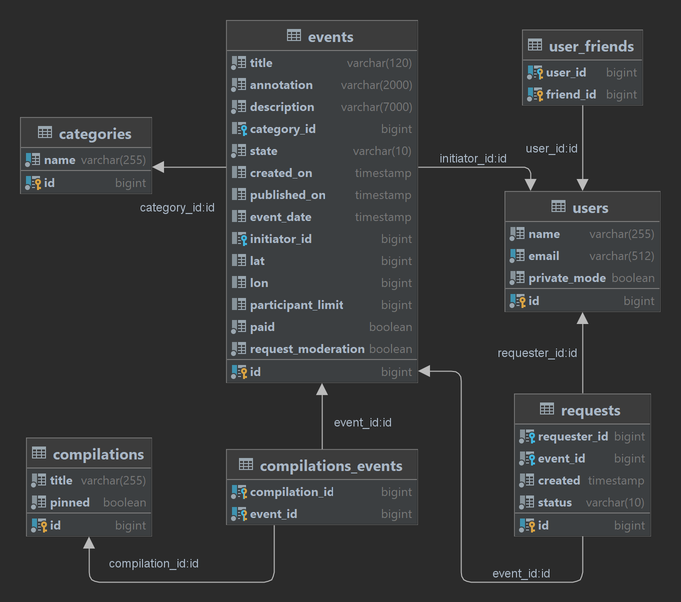 events
title varchar(120)
annotation varchar(2000)
description varchar(7000)
category_id bigint
state varchar(10)
created_on timestamp
published_on timestamp
event_date timestamp
initiator_id bigint
lat bigint
lon bigint
participant_limit bigint
paid boolean
request_moderation boolean
id bigint
user_friends
user_id bigint
friend_id bigint
categories
name varchar(255)
id bigint
category_id:id
initiator_id:id
user_id:id
users
name varchar(255)
email varchar(512)
private_mode boolean
id bigint
requester_id:id
requests
requester_id bigint
event_id bigint
created timestamp
status varchar(10)
id bigint
event_id:id
compilations
title varchar(255)
pinned boolean
id bigint
compilations_events
compilation_id bigint
event_id bigint
compilation_id:id
event_id:id